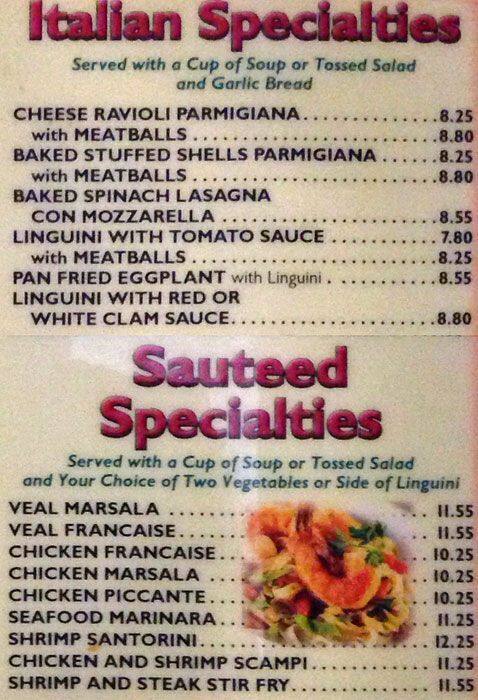 Italian Specialties
Served with a Cup of Soup or Tossed Salad
and Garlic Bread
CHEESE RAVIOLI PARMIGIANA..............8.25
with MEATBALLS..........................8.80
BAKED STUFFED SHELLS PARMIGIANA......8.25
with MEATBALLS..........................8.80
BAKED SPINACH LASAGNA
CON MOZZARELLA.......................8.55
LINGUINI WITH TOMATO SAUCE...........7.80
with MEATBALLS..........................8.25
PAN FRIED EGGPLANT with Linguini...........8.55
LINGUINI WITH RED OR
WHITE CLAM SAUCE.....................8.80
Sauteed
Specialties
Served with a Cup of Soup or Tossed Salad
and Your Choice of Two Vegetables or Side of Linguini
VEAL MARSALA.............................11.55
VEAL FRANCAISE...........................11.55
CHICKEN FRANCAISE.......................10.25
CHICKEN MARSALA........................10.25
CHICKEN PICCANTE.......................10.25
SEAFOOD MARINARA......................11.25
SHRIMP SANTORINI........................12.25
CHICKEN AND SHRIMP SCAMPI............11.25
SHRIMP AND STEAK STIR FRY..............11.55